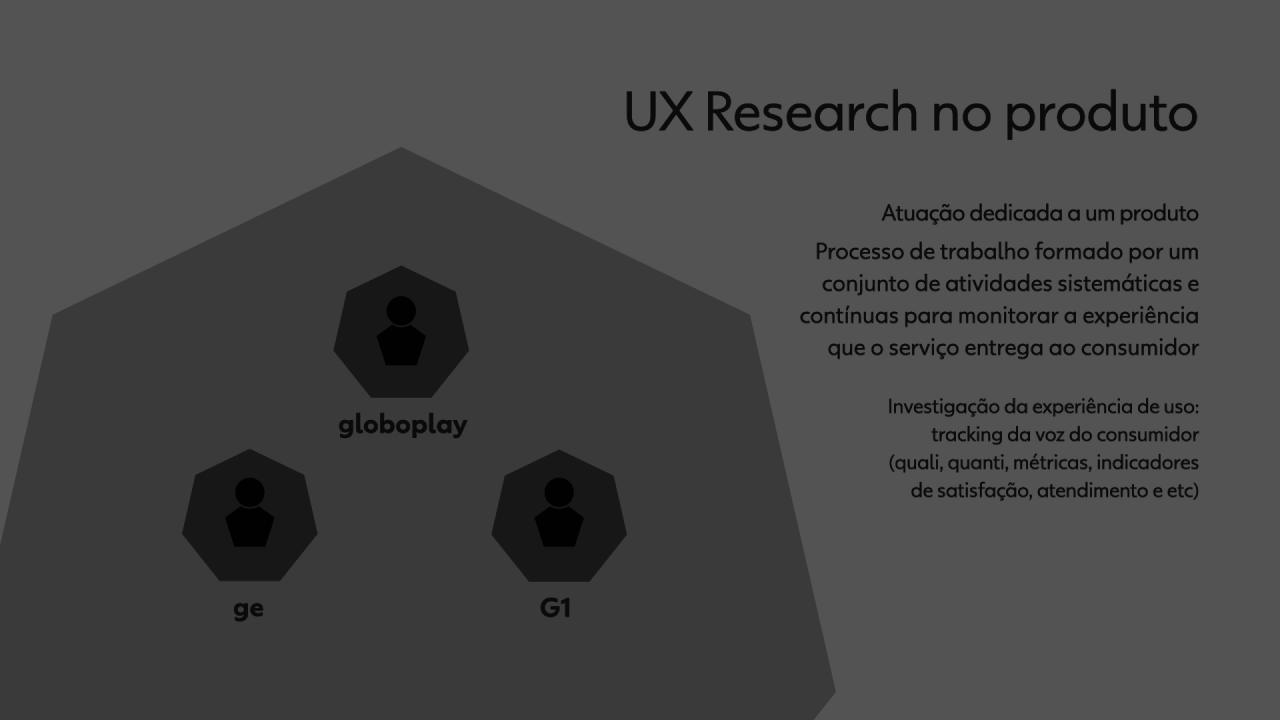 UX Research no produto
Atuação dedicada a um produto
Processo de trabalho formado por um
conjunto de atividades sistemáticas e
contínuas para monitorar a experiência
que o serviço entrega ao consumidor
Investigação da experiência de uso:
tracking da voz do consumidor
(quali, quanti, métricas, indicadores
de satisfação, atendimento e etc)
globoplay
ge
G1